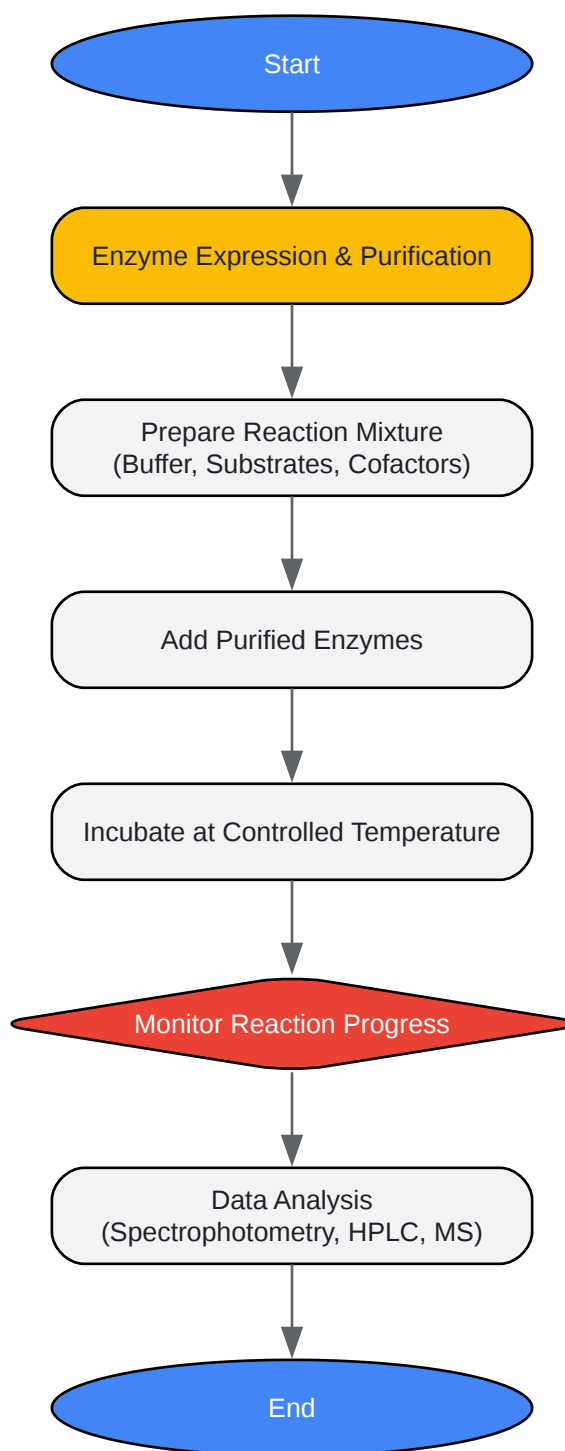 Start
Enzyme Expression & Purification
Prepare Reaction Mixture
(Buffer, Substrates, Cofactors)
Add Purified Enzymes
Incubate at Controlled Temperature
Monitor Reaction Progress
Data Analysis
(Spectrophotometry, HPLC, MS)
End